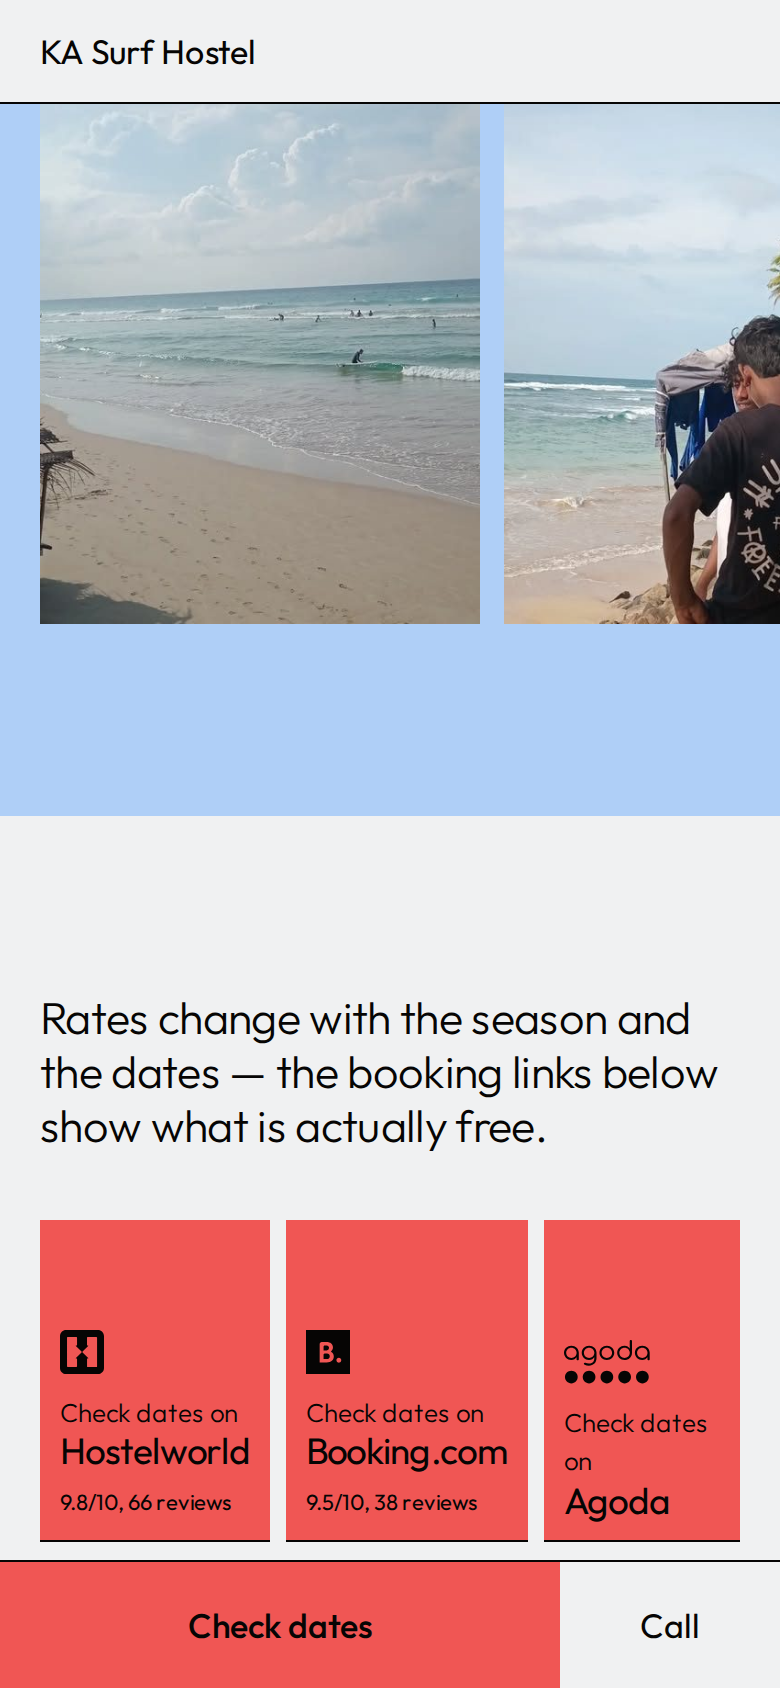 KA Surf Hostel
Rates change with the season and
the dates — the booking links below
show what is actually free.
Check dates on
Hostelworld
9.8/10, 66 reviews
B.
Check dates on
Booking.com
9.5/10, 38 reviews
agoda
Check dates
on
Agoda
Check dates
Call